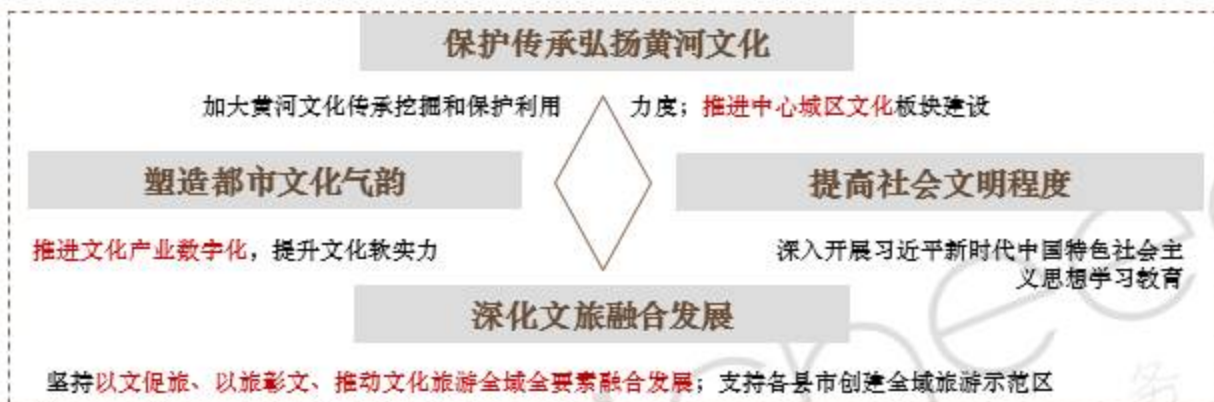 保护传承弘扬黄河文化
加大黄河文化传承挖掘和保护利用 力度；推进中心城区文化板块建设
塑造都市文化气韵
提高社会文明程度
推进文化产业数字化，提升文化软实力
深入开展习近平新时代中国特色社会主
义思想学习教育
深化文旅融合发展
坚持以文促旅、以旅彰文、推动文化旅游全域全要素融合发展；支持各县市创建全域旅游示范区